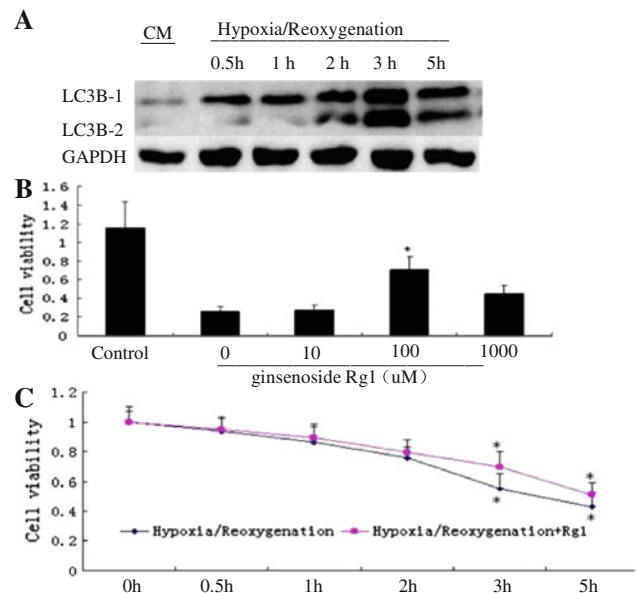 A
CM Hypoxia/Reoxygenation
0.5h 1 h 2 h 3 h 5h
LC3B-1
LC3B-2
GAPDH
B
Cell viability
1.6
1.4
1.2
1
0.8
0.6
0.4
0.2
0
*
Control 0 10 100 1000
ginsenoside Rg1（uM）
C
Cell viability
1.2
1
0.8
0.6
0.4
0.2
0
* *
* *
Hypoxia/Reoxygenation Hypoxia/Reoxygenation+Rg1
0h 0.5h 1h 2h 3h 5h